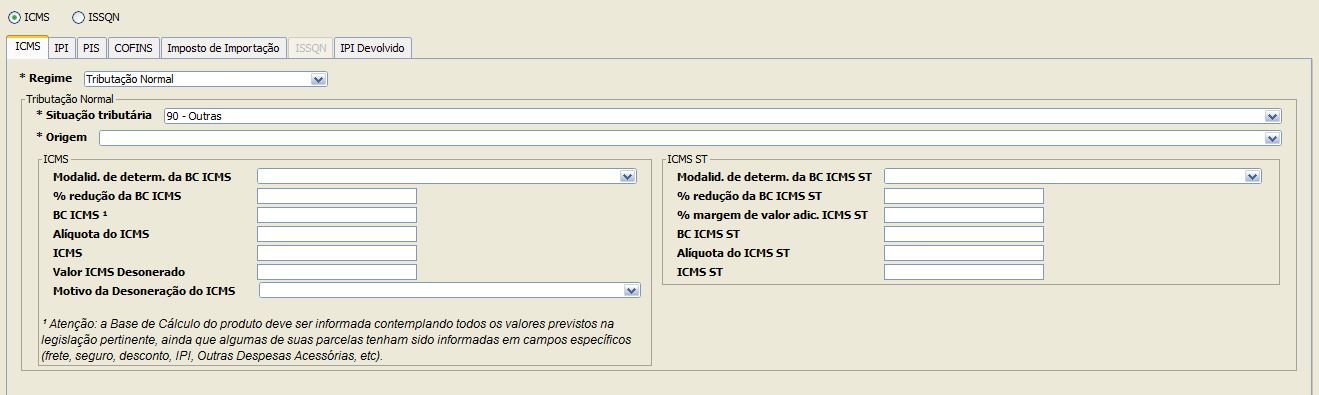 ICMS ISSQN
ICMS IPI PIS COFINS Imposto de Importação ISSQN IPI Devolvido
* Regime Tributação Normal
Tributação Normal
* Situação tributária 90 - Outras
* Origem
ICMS
Modalid. de determ. da BC ICMS
% redução da BC ICMS
BC ICMS ¹
Alíquota do ICMS
ICMS
Valor ICMS Desonerado
Motivo da Desoneração do ICMS
¹ Atenção: a Base de Cálculo do produto deve ser informada contemplando todos os valores previstos na
legislação pertinente, ainda que algumas de suas parcelas tenham sido informadas em campos específicos
(frete, seguro, desconto, IPI, Outras Despesas Acessórias, etc).
ICMS ST
Modalid. de determ. da BC ICMS ST
% redução da BC ICMS ST
% margem de valor adic. ICMS ST
BC ICMS ST
Alíquota do ICMS ST
ICMS ST